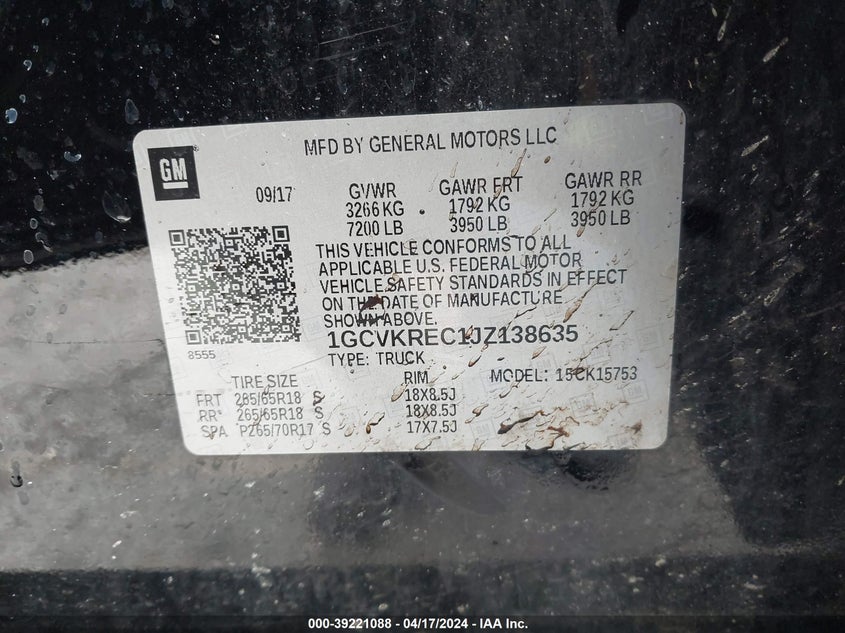 MFD BY GENERAL MOTORS LLC
GM
09/17 GVWR GAWR FRT GAWR RR
3266 KG 1792 KG 1792 KG
7200 LB 3950 LB 3950 LB
THIS VEHICLE CONFORMS TO ALL
APPLICABLE U.S. FEDERAL MOTOR
VEHICLE SAFETY STANDARDS IN EFFECT
ON THE DATE OF MANUFACTURE
SHOWN ABOVE.
1GCVKREC1JZ138635
8555
TYPE: TRUCK
TIRE SIZE RIM MODEL: 15CK15753
FRT 265/65R18 S 18X8.5J
RR 265/65R18 S 18X8.5J
SPA P265/70R17 S 17X7.5J
000-39221088 - 04/17/2024 - IAA Inc.